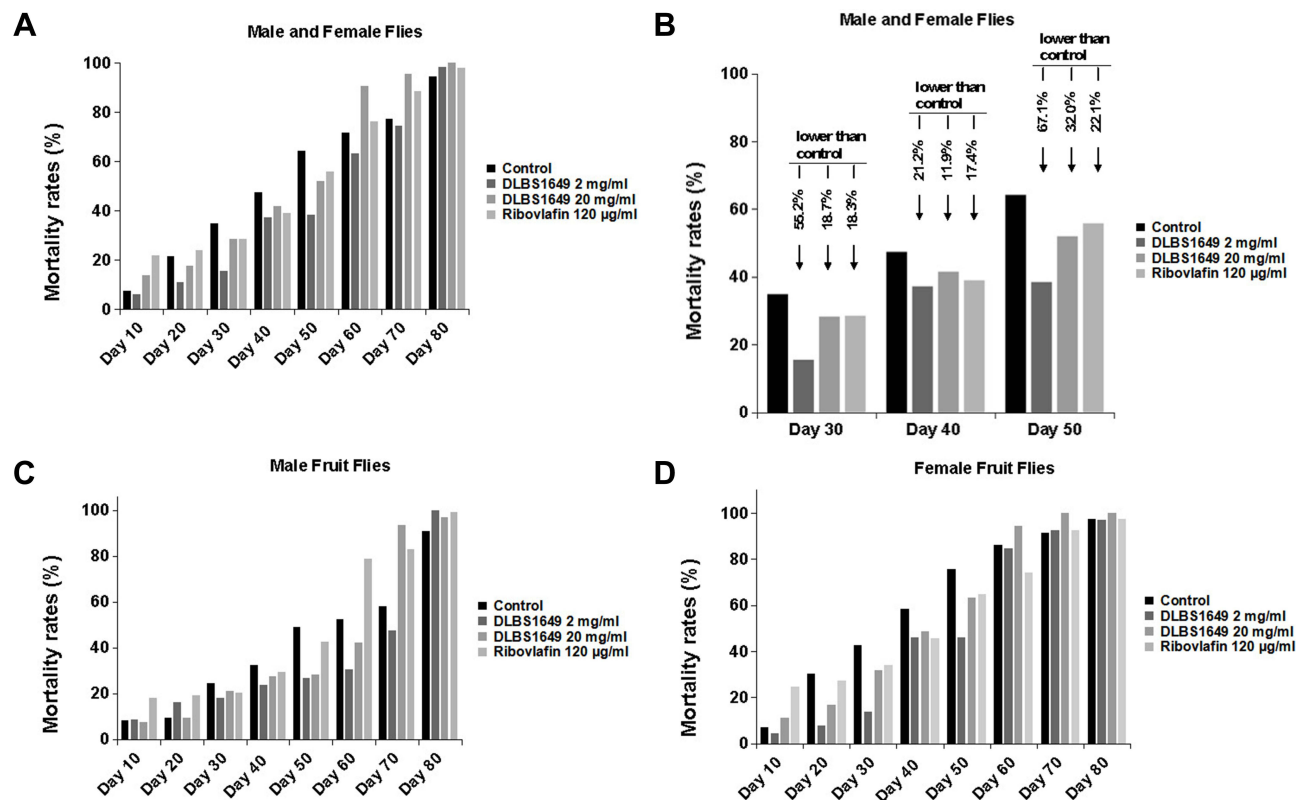 A
Male and Female Flies
Mortality rates (%)
100
80
60
40
20
0
Day 10
Day 20
Day 30
Day 40
Day 50
Day 60
Day 70
Day 80
Control
DLBS1649 2 mg/ml
DLBS1649 20 mg/ml
Ribovlafin 120 µg/ml
B
Male and Female Flies
Mortality rates (%)
100
80
60
40
20
0
lower than
control
55.2%
18.7%
18.3%
lower than
control
21.2%
11.9%
17.4%
lower than
control
67.1%
32.0%
22.1%
Day 30
Day 40
Day 50
Control
DLBS1649 2 mg/ml
DLBS1649 20 mg/ml
Ribovlafin 120 µg/ml
C
Male Fruit Flies
Mortality rates (%)
100
80
60
40
20
0
Day 10
Day 20
Day 30
Day 40
Day 50
Day 60
Day 70
Day 80
Control
DLBS1649 2 mg/ml
DLBS1649 20 mg/ml
Ribovlafin 120 µg/ml
D
Female Fruit Flies
Mortality rates (%)
100
80
60
40
20
0
Day 10
Day 20
Day 30
Day 40
Day 50
Day 60
Day 70
Day 80
Control
DLBS1649 2 mg/ml
DLBS1649 20 mg/ml
Ribovlafin 120 µg/ml